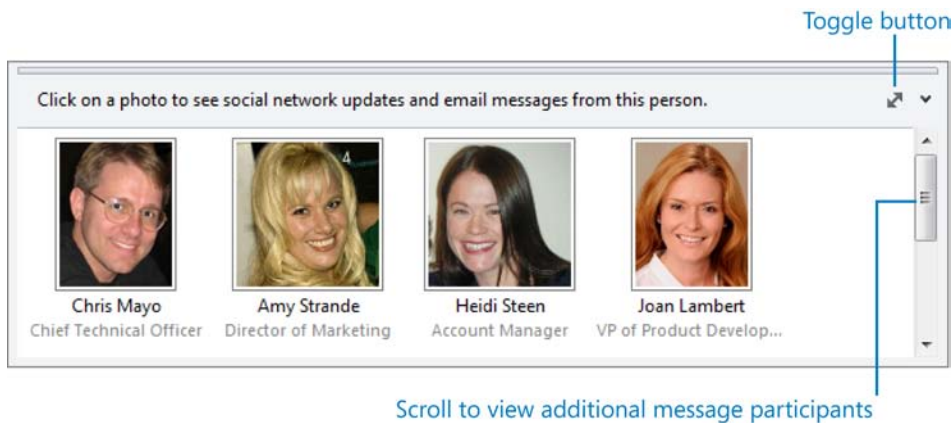 Toggle button
Click on a photo to see social network updates and email messages from this person.
4
Chris Mayo
Chief Technical Officer
Amy Strande
Director of Marketing
Heidi Steen
Account Manager
Joan Lambert
VP of Product Develop...
Scroll to view additional message participants